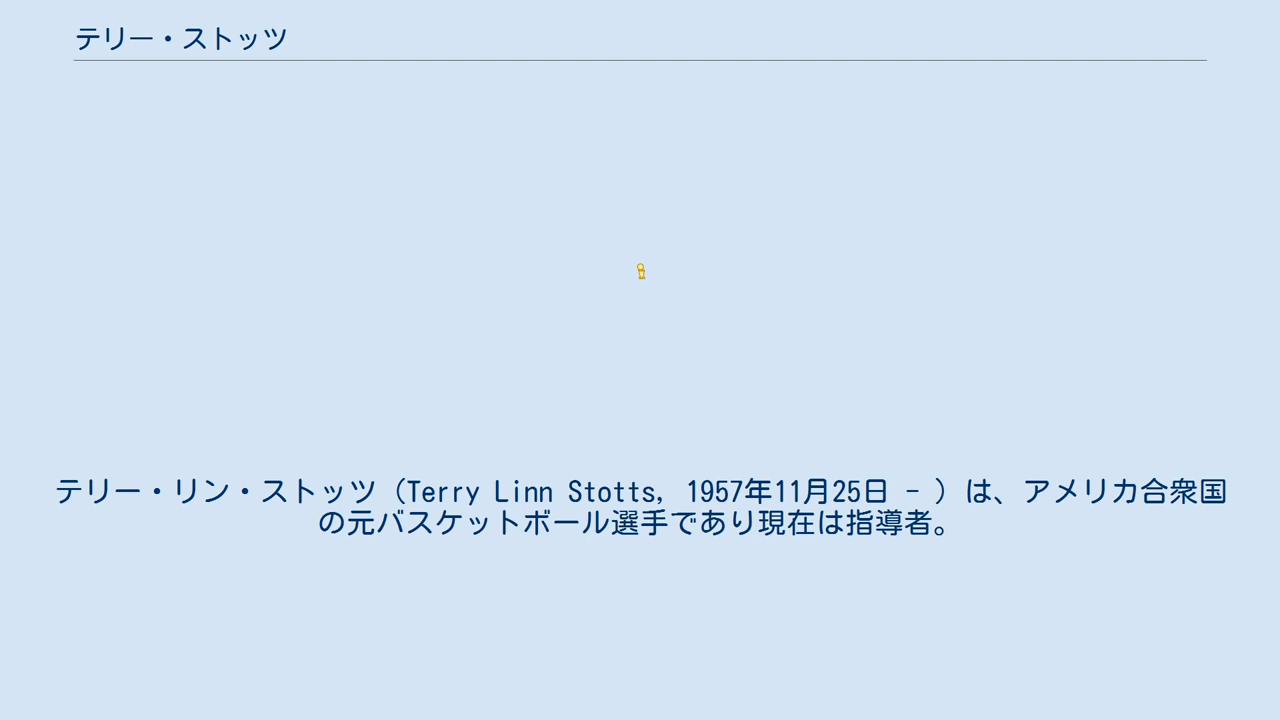 テリー・ストッツ
テリー・リン・ストッツ（Terry Linn Stotts, 1957年11月25日 - ）は、アメリカ合衆国
の元バスケットボール選手であり現在は指導者。